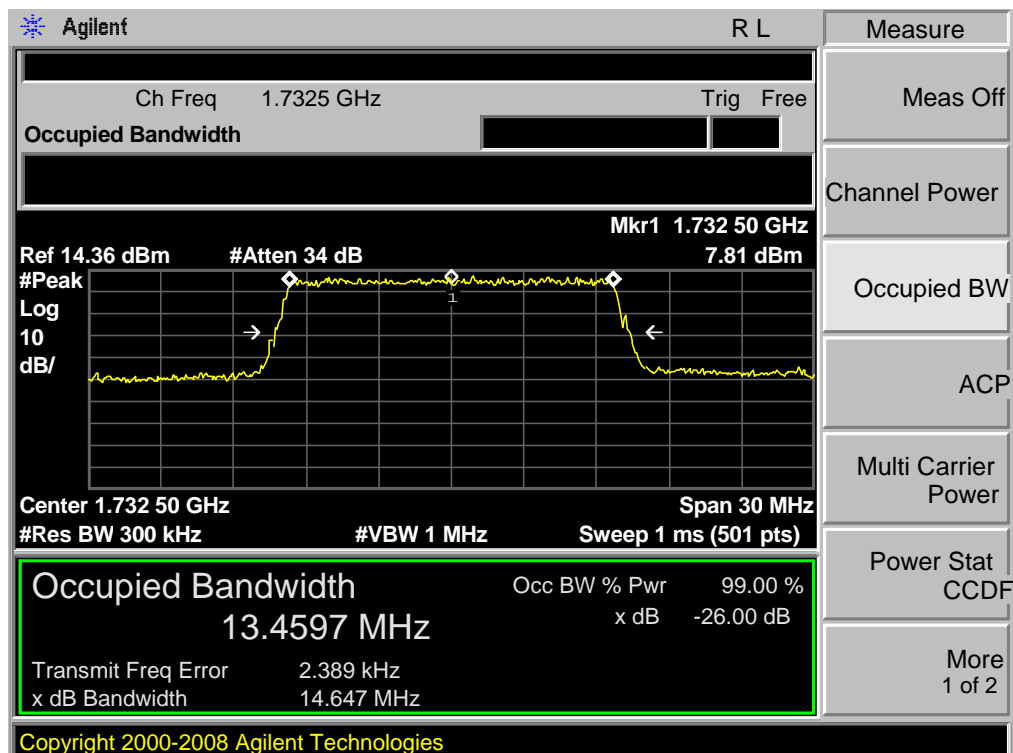 Agilent
R L
Measure
Ch Freq 1.7325 GHz
Trig Free
Occupied Bandwidth
Meas Off
Channel Power
Occupied BW
ACP
Multi Carrier
Power
Power Stat
CCDF
More
1 of 2
Mkr1 1.732 50 GHz
Ref 14.36 dBm #Atten 34 dB 7.81 dBm
#Peak
Log
10
dB/
1
Center 1.732 50 GHz Span 30 MHz
#Res BW 300 kHz #VBW 1 MHz Sweep 1 ms (501 pts)
Occupied Bandwidth
13.4597 MHz
Occ BW % Pwr 99.00 %
x dB -26.00 dB
Transmit Freq Error 2.389 kHz
x dB Bandwidth 14.647 MHz
Copyright 2000-2008 Agilent Technologies